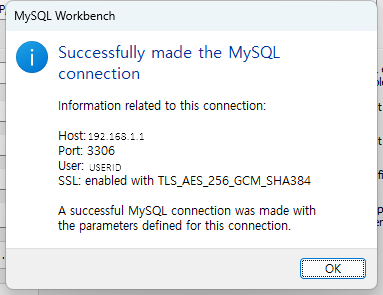 MySQL Workbench
Successfully made the MySQL
connection
Information related to this connection:
Host: 192.168.1.1
Port: 3306
User: USERID
SSL: enabled with TLS_AES_256_GCM_SHA384
A successful MySQL connection was made with
the parameters defined for this connection.
OK